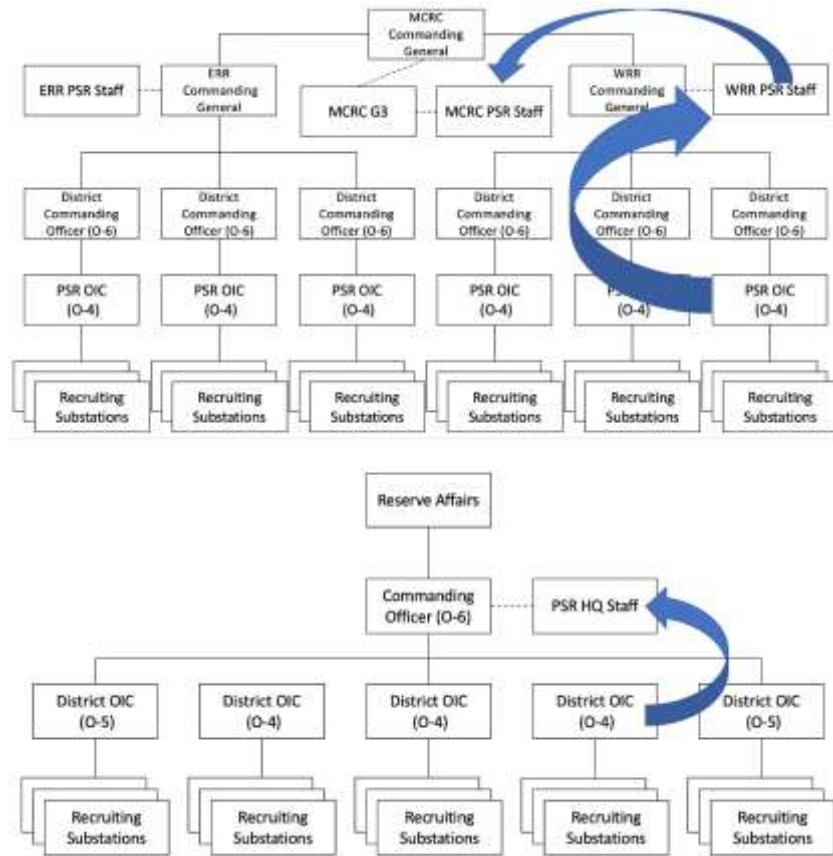 MCRC
Commanding
General
ERR PSR Staff
ERR
Commanding
General
MCRC G3
MCRC PSR Staff
WRR
Commanding
General
WRR PSR Staff
District
Commanding
Officer (O-6)
District
Commanding
Officer (O-6)
District
Commanding
Officer (O-6)
District
Commanding
Officer (O-6)
District
Commanding
Officer (O-6)
District
Commanding
Officer (O-6)
PSR OIC
(O-4)
PSR OIC
(O-4)
PSR OIC
(O-4)
PSR OIC
(O-4)
(O-4)
PSR OIC
(O-4)
Recruiting
Substations
Recruiting
Substations
Recruiting
Substations
Recruiting
Substations
Recruiting
Substations
Recruiting
Substations
Reserve Affairs
Commanding
Officer (O-6)
PSR HQ Staff
District OIC
(O-5)
District OIC
(O-4)
District OIC
(O-4)
District OIC
(O-4)
District OIC
(O-5)
Recruiting
Substations
Recruiting
Substations
Recruiting
Substations
Recruiting
Substations
Recruiting
Substations